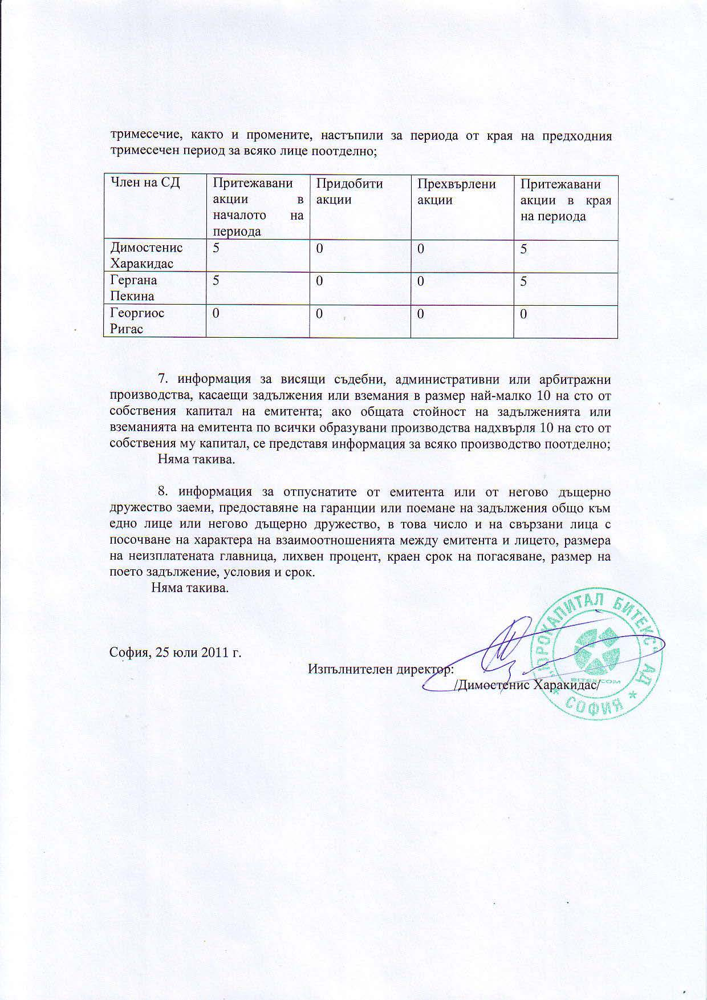 тримесечие, както и промените, настъпили за периода от края на предходния
тримесечен период за всяко лице поотделно;
Член на СД
Притежавани
акции в
началото на
периода
Придобити
акции
Прехвърлени
акции
Притежавани
акции в края
на периода
Димостенис
Харакидас
5
0
0
5
Гергана
Пекина
5
0
0
5
Георгиос
Ригас
0
0
0
0
7. информация за висящи съдебни, административни или арбитражни
производства, касаещи задължения или вземания в размер най-малко 10 на сто от
собствения капитал на емитента; ако общата стойност на задълженията или
вземанията на емитента по всички образувани производства надхвърля 10 на сто от
собствения му капитал, се представя информация за всяко производство поотделно;
Няма такива.
8. информация за отпуснатите от емитента или от негово дъщерно
дружество заеми, предоставяне на гаранции или поемане на задължения общо към
едно лице или негово дъщерно дружество, в това число и на свързани лица с
посочване на характера на взаимоотношенията между емитента и лицето, размера
на неизплатената главница, лихвен процент, краен срок на погасяване, размер на
поето задължение, условия и срок.
Няма такива.
София, 25 юли 2011 г.
Изпълнителен директор:
/Димостенис Харакидас/
БИТЕКС“ АД
BITEX.COM
* СОФИЯ *